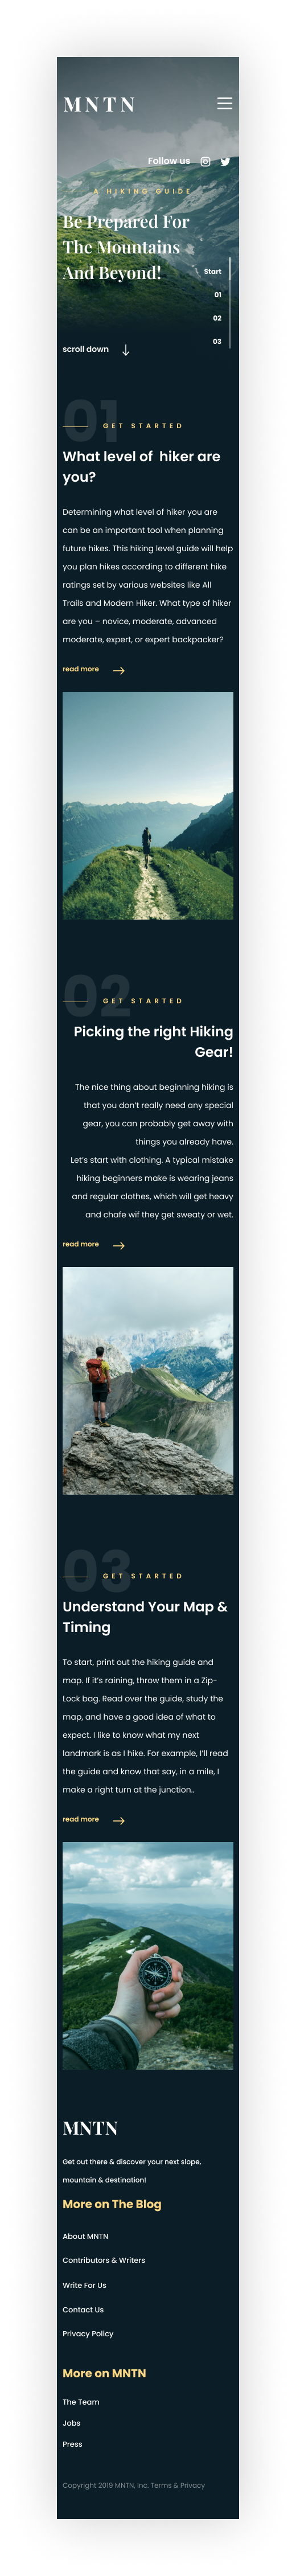 MNTN
Follow us
A HIKING GUIDE
Be Prepared For
The Mountains
And Beyond!
Start
01
02
03
scroll down
01
GET STARTED
What level of hiker are
you?
Determining what level of hiker you are
can be an important tool when planning
future hikes. This hiking level guide will help
you plan hikes according to different hike
ratings set by various websites like All
Trails and Modern Hiker. What type of hiker
are you – novice, moderate, advanced
moderate, expert, or expert backpacker?
read more
02
GET STARTED
Picking the right Hiking
Gear!
The nice thing about beginning hiking is
that you don’t really need any special
gear, you can probably get away with
things you already have.
Let’s start with clothing. A typical mistake
hiking beginners make is wearing jeans
and regular clothes, which will get heavy
and chafe wif they get sweaty or wet.
read more
03
GET STARTED
Understand Your Map &
Timing
To start, print out the hiking guide and
map. If it’s raining, throw them in a Zip-
Lock bag. Read over the guide, study the
map, and have a good idea of what to
expect. I like to know what my next
landmark is as I hike. For example, I’ll read
the guide and know that say, in a mile, I
make a right turn at the junction..
read more
MNTN
Get out there & discover your next slope,
mountain & destination!
More on The Blog
About MNTN
Contributors & Writers
Write For Us
Contact Us
Privacy Policy
More on MNTN
The Team
Jobs
Press
Copyright 2019 MNTN, Inc. Terms & Privacy